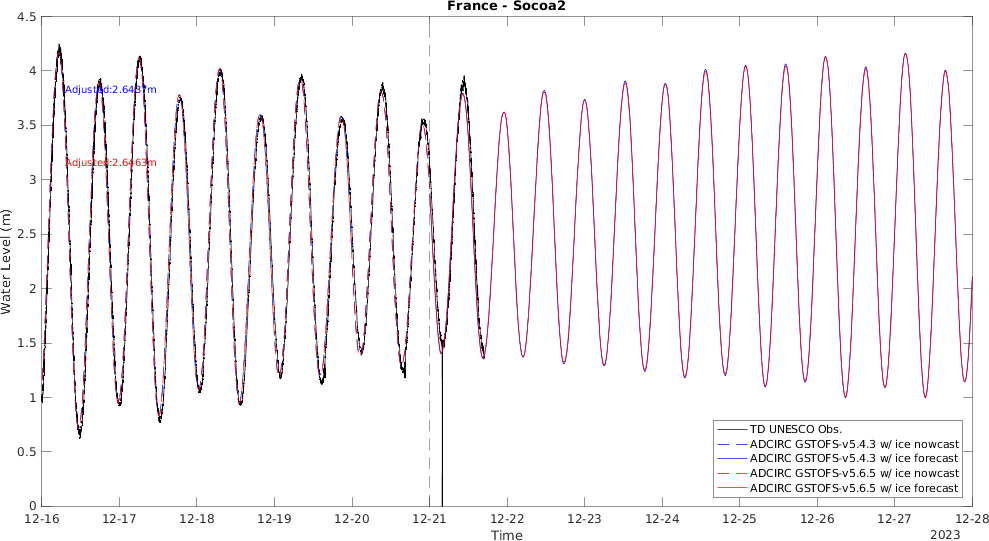 France - Socoa2
Water Level (m)
4.5
4
3.5
3
2.5
2
1.5
1
0.5
0
Adjusted:2.6437m
Adjusted:2.6463m
TD UNESCO Obs.
ADCIRC GSTOFS-v5.4.3 w/ ice nowcast
ADCIRC GSTOFS-v5.4.3 w/ ice forecast
ADCIRC GSTOFS-v5.6.5 w/ ice nowcast
ADCIRC GSTOFS-v5.6.5 w/ ice forecast
12-16 12-17 12-18 12-19 12-20 12-21 12-22 12-23 12-24 12-25 12-26 12-27 12-28
Time
2023